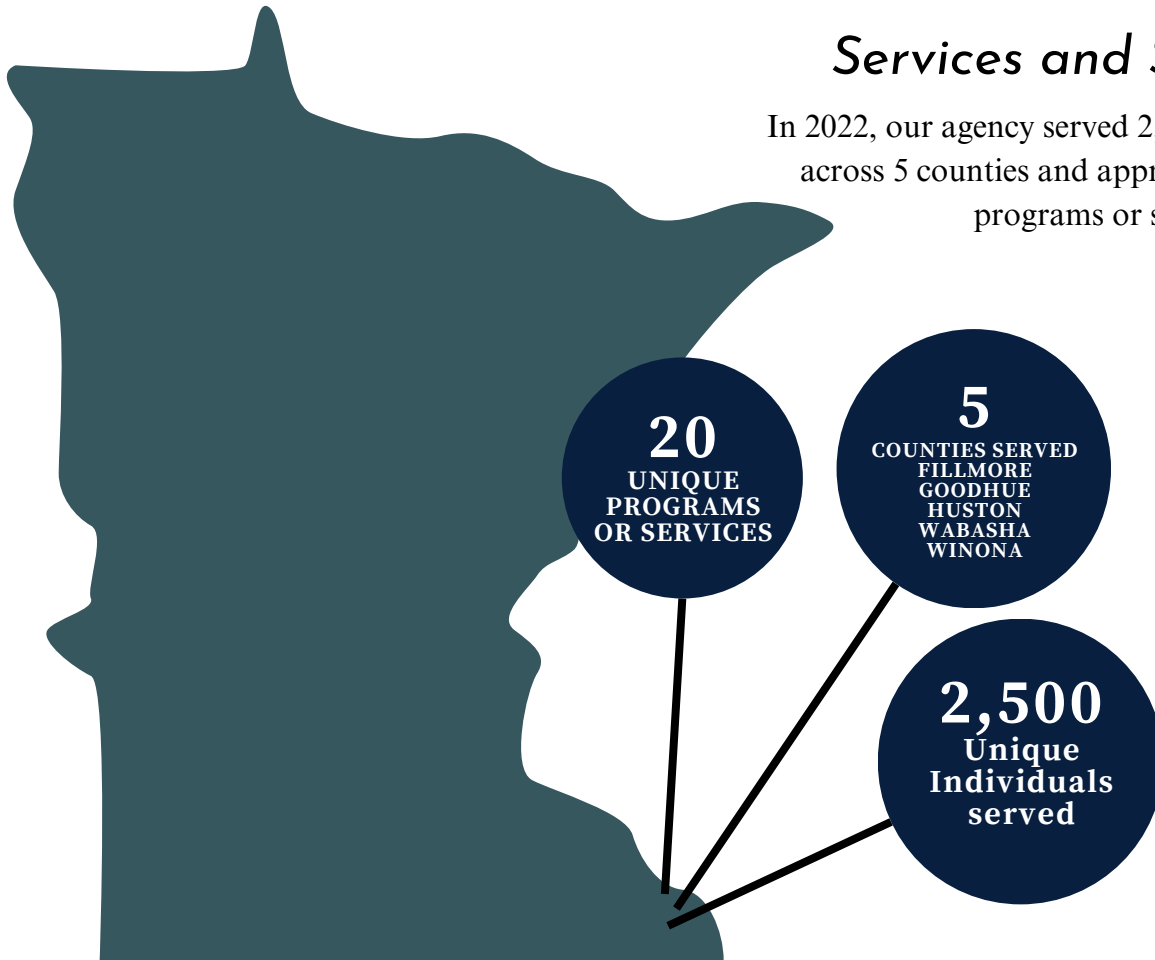 Services and
In 2022, our agency served 2
across 5 counties and appr
programs or s
20
UNIQUE
PROGRAMS
OR SERVICES
5
COUNTIES SERVED
FILLMORE
GOODHUE
HUSTON
WABASHA
WINONA
2,500
Unique
Individuals
served